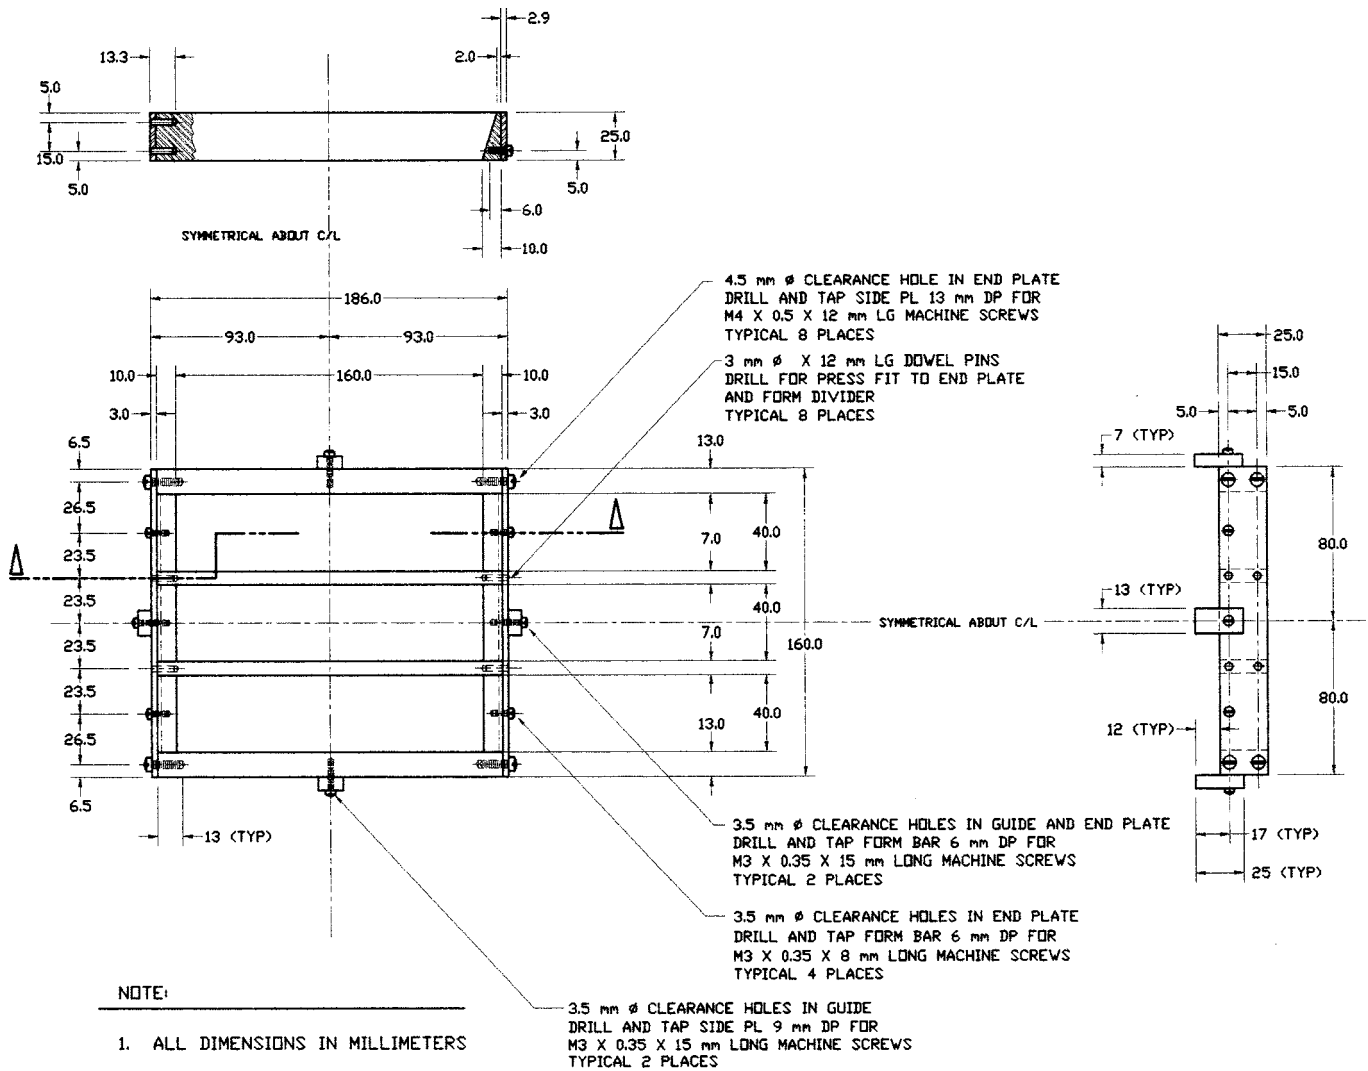 2.9
13.3
2.0
5.0
25.0
15.0
5.0
5.0
6.0
SYMMETRICAL ABOUT C/L
10.0
4.5 mm ø CLEARANCE HOLE IN END PLATE
DRILL AND TAP SIDE PL 13 mm DP FOR
M4 X 0.5 X 12 mm LG MACHINE SCREWS
TYPICAL 8 PLACES
186.0
93.0
93.0
3 mm ø X 12 mm LG DOWEL PINS
DRILL FOR PRESS FIT TO END PLATE
AND FORM DIVIDER
TYPICAL 8 PLACES
10.0
160.0
10.0
3.0
3.0
25.0
15.0
5.0
5.0
6.5
13.0
7 (TYP)
26.5
7.0
40.0
23.5
80.0
23.5
40.0
13 (TYP)
SYMMETRICAL ABOUT C/L
7.0
160.0
23.5
23.5
40.0
13.0
80.0
12 (TYP)
26.5
6.5
13 (TYP)
17 (TYP)
25 (TYP)
3.5 mm ø CLEARANCE HOLES IN GUIDE AND END PLATE
DRILL AND TAP FORM BAR 6 mm DP FOR
M3 X 0.35 X 15 mm LONG MACHINE SCREWS
TYPICAL 2 PLACES
3.5 mm ø CLEARANCE HOLES IN END PLATE
DRILL AND TAP FORM BAR 6 mm DP FOR
M3 X 0.35 X 8 mm LONG MACHINE SCREWS
TYPICAL 4 PLACES
NOTE:
1. ALL DIMENSIONS IN MILLIMETERS
3.5 mm ø CLEARANCE HOLES IN GUIDE
DRILL AND TAP SIDE PL 9 mm DP FOR
M3 X 0.35 X 15 mm LONG MACHINE SCREWS
TYPICAL 2 PLACES